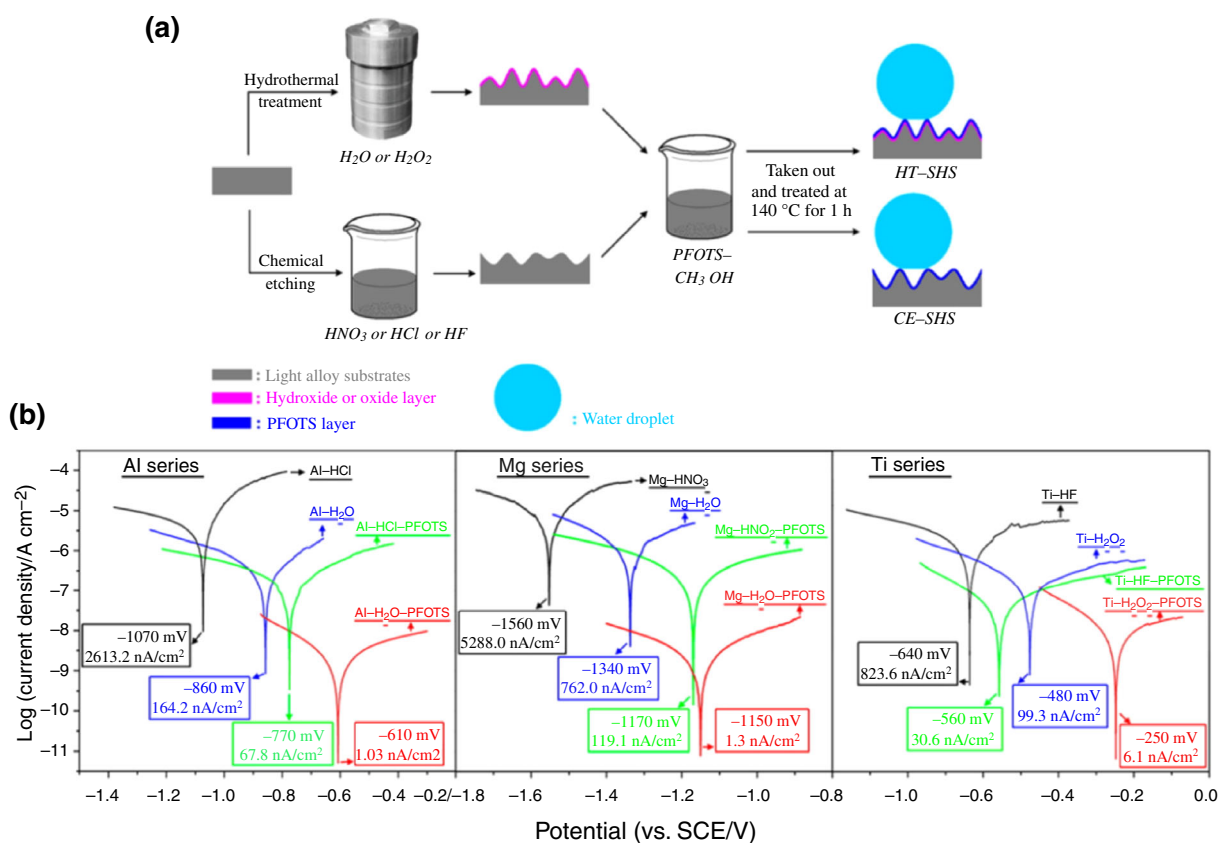 (a)
Hydrothermal
treatment
H2O or H2O2
Chemical
etching
HNO3 or HCl or HF
PFOTS–
CH3 OH
Taken out
and treated at
140 °C for 1 h
HT–SHS
CE–SHS
: Light alloy substrates
: Hydroxide or oxide layer
: PFOTS layer
: Water droplet
(b)
Log (current density/A cm−2)
−4
−5
−6
−7
−8
−9
−10
−11
Al series
Al–HCl
Al–H2O
Al–HCl–PFOTS
Al–H2O–PFOTS
−1070 mV
2613.2 nA/cm2
−860 mV
164.2 nA/cm2
−770 mV
67.8 nA/cm2
−610 mV
1.03 nA/cm2
Mg series
Mg–HNO3
Mg–H2O
Mg–HNO2–PFOTS
Mg–H2O–PFOTS
−1560 mV
5288.0 nA/cm2
−1340 mV
762.0 nA/cm2
−1170 mV
119.1 nA/cm2
−1150 mV
1.3 nA/cm2
Ti series
Ti–HF
Ti–H2O2
Ti–HF–PFOTS
Ti–H2O2–PFOTS
−640 mV
823.6 nA/cm2
−560 mV
30.6 nA/cm2
−480 mV
99.3 nA/cm2
−250 mV
6.1 nA/cm2
−1.4 −1.2 −1.0 −0.8 −0.6 −0.4 −0.2/−1.8 −1.6 −1.4 −1.2 −1.0 −0.8 −1.0 −0.8 −0.6 −0.4 −0.2 0.0
Potential (vs. SCE/V)